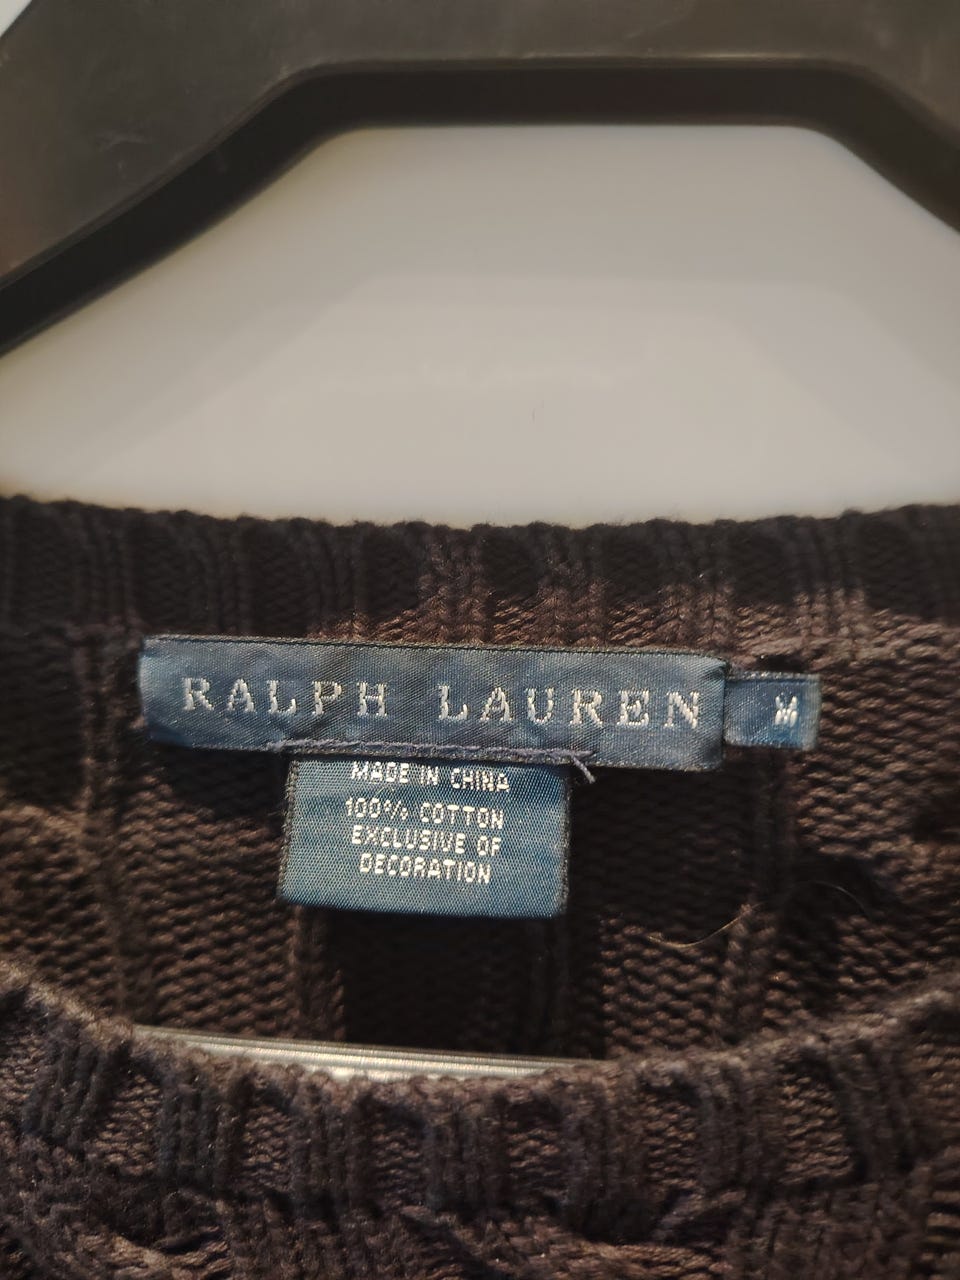 RALPH LAUREN
M
MADE IN CHINA
100% COTTON
EXCLUSIVE OF
DECORATION